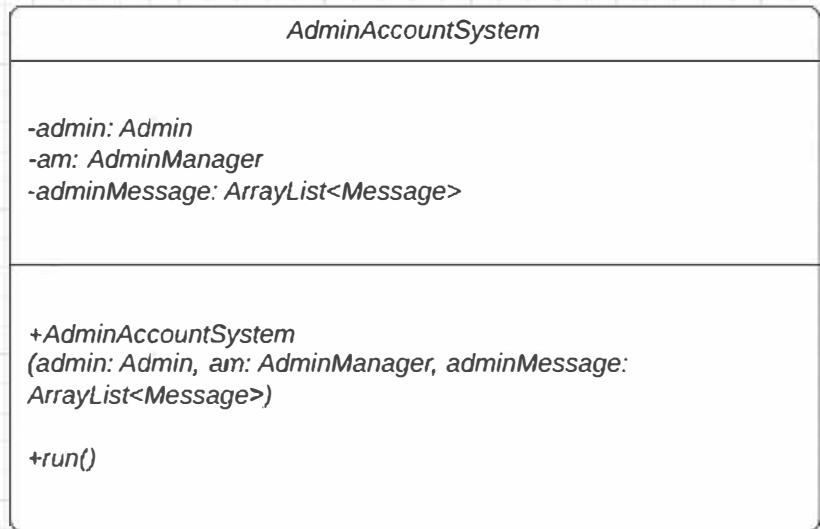 AdminAccountSystem
-admin: Admin
-am: AdminManager
-adminMessage: ArrayList<Message>
+AdminAccountSystem
(admin: Admin, am: AdminManager, adminMessage:
ArrayList<Message>)
+run()